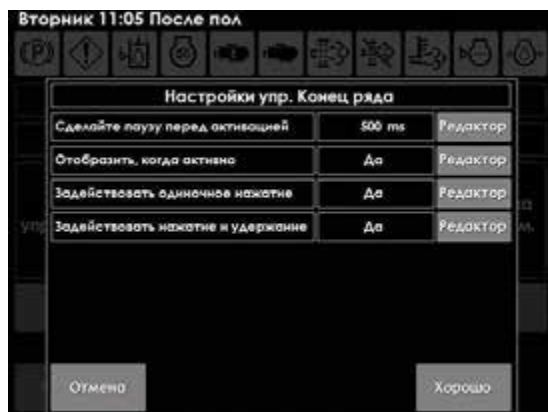 Вторник 11:05 После пол
Настройки упр. Конец ряда
Сделайте паузу перед активацией 500 ms Редактор
Отобразить, когда активно Да Редактор
Задействовать одиночное нажатие Да Редактор
Задействовать нажатие и удержание Да Редактор
Отмена Хорошо